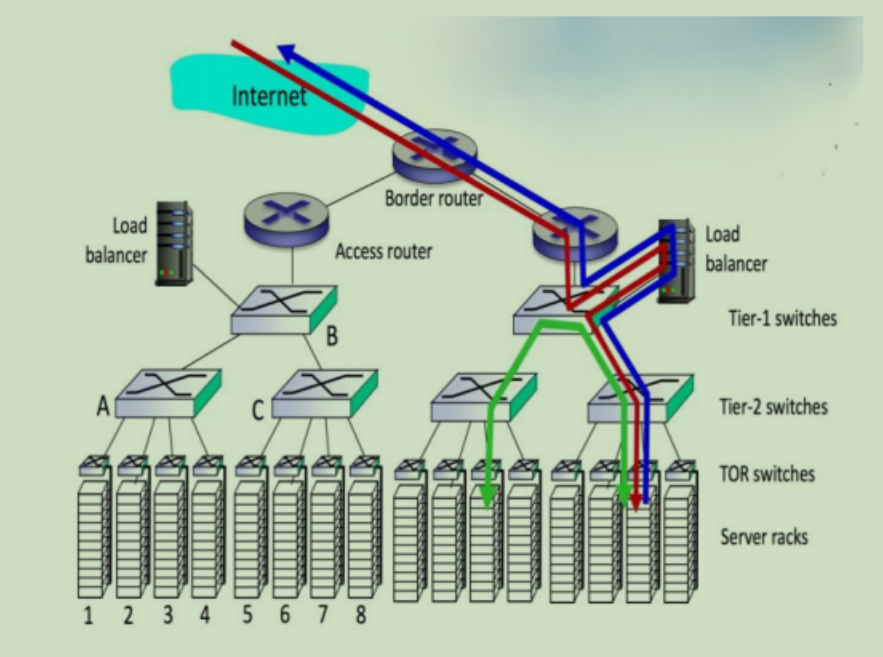 Internet
Border router
Load
balancer
Access router
Load
balancer
Tier-1 switches
B
A
C
Tier-2 switches
TOR switches
Server racks
1 2 3 4 5 6 7 8